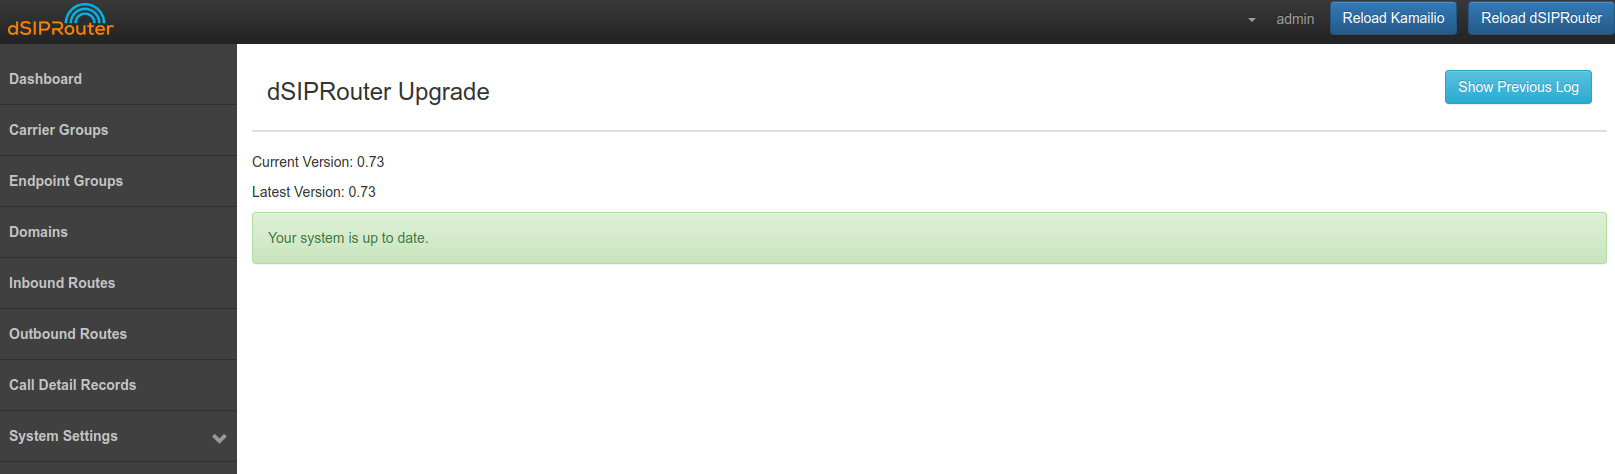 dSIPRouter
admin
Reload Kamailio
Reload dSIPRouter
Dashboard
Carrier Groups
Endpoint Groups
Domains
Inbound Routes
Outbound Routes
Call Detail Records
System Settings
dSIPRouter Upgrade
Show Previous Log
Current Version: 0.73
Latest Version: 0.73
Your system is up to date.